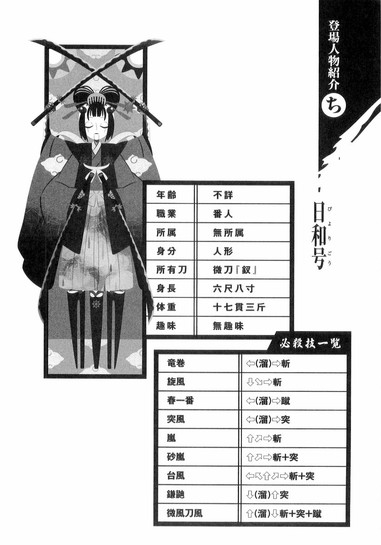 登場人物紹介
ち
日和号
びよりごう
年齢 不詳
職業 番人
所属 無所属
身分 人形
所有刀 微刀『釵』
身長 六尺八寸
体重 十七貫三斤
趣味 無趣味
必殺技一覧
竜巻 ⇦(溜)⇨斬
旋風 ⇩⬂⇨斬
春一番 ⇦(溜)⇨蹴
突風 ⇦(溜)⇨突
嵐 ⇧⬀⇨斬
砂嵐 ⇧⬀⇨斬+突
台風 ⇦⬁⇧⬀⇨斬+突
鎌鼬 ⇩(溜)⇧突
微風刀風 ⇧(溜)⇩斬+突+蹴